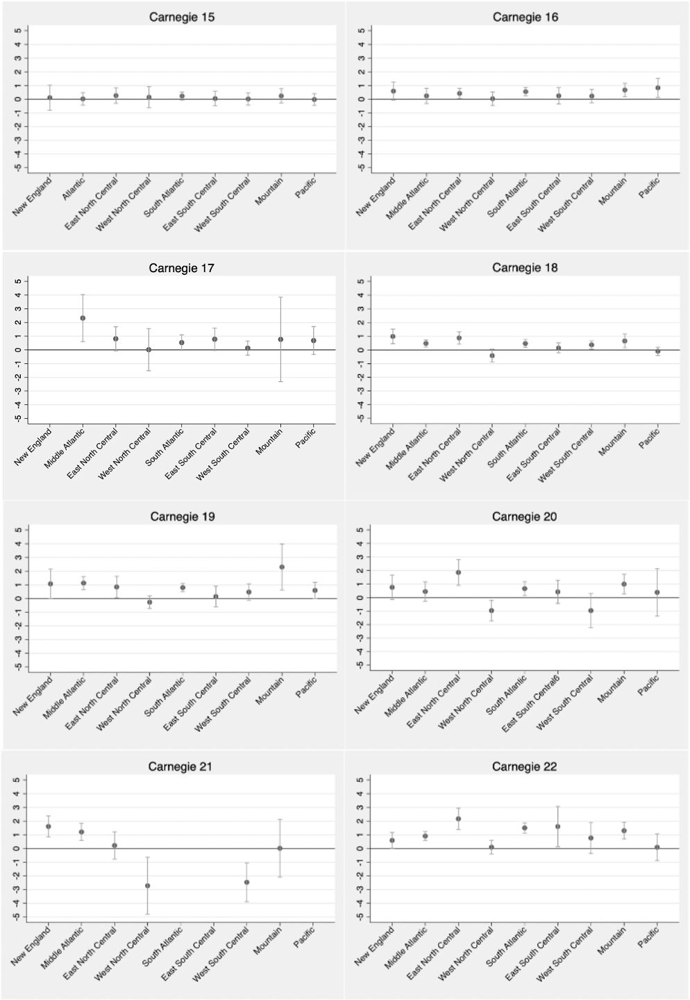 Carnegie 15
5
4
3
2
1
0
-1
-2
-3
-4
-5
New England
Atlantic
East North Central
West North Central
South Atlantic
East South Central
West South Central
Mountain
Pacific
Carnegie 16
5
4
3
2
1
0
-1
-2
-3
-4
-5
New England
Middle Atlantic
East North Central
West North Central
South Atlantic
East South Central
West South Central
Mountain
Pacific
Carnegie 17
5
4
3
2
1
0
-1
-2
-3
-4
-5
New England
Middle Atlantic
East North Central
West North Central
South Atlantic
East South Central
West South Central
Mountain
Pacific
Carnegie 18
5
4
3
2
1
0
-1
-2
-3
-4
-5
New England
Middle Atlantic
East North Central
West North Central
South Atlantic
East South Central
West South Central
Mountain
Pacific
Carnegie 19
5
4
3
2
1
0
-1
-2
-3
-4
-5
New England
Middle Atlantic
East North Central
West North Central
South Atlantic
East South Central
West South Central
Mountain
Pacific
Carnegie 20
5
4
3
2
1
0
-1
-2
-3
-4
-5
New England
Middle Atlantic
East North Central
West North Central
South Atlantic
East South Central6
West South Central
Mountain
Pacific
Carnegie 21
5
4
3
2
1
0
-1
-2
-3
-4
-5
New England
Middle Atlantic
East North Central
West North Central
South Atlantic
East South Central
West South Central
Mountain
Pacific
Carnegie 22
5
4
3
2
1
0
-1
-2
-3
-4
-5
New England
Middle Atlantic
East North Central
West North Central
South Atlantic
East South Central
West South Central
Mountain
Pacific